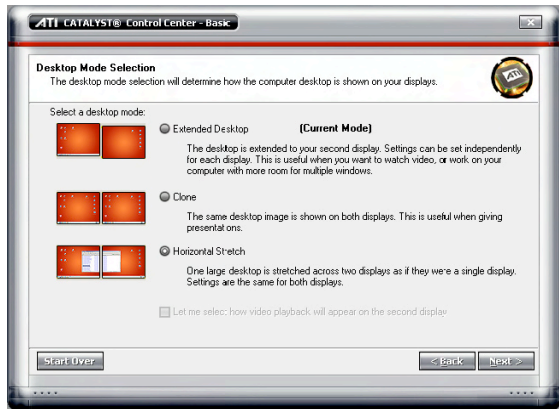 ATI CATALYST® Control Center - Basic
Desktop Mode Selection
The desktop mode selection will determine how the computer desktop is shown on your displays.
ATI
Select a desktop mode:
Extended Desktop (Current Mode)
The desktop is extended to your second display. Settings can be set independently
for each display. This is useful when you want to watch video, or work on your
computer with more room for multiple windows.
Clone
The same desktop image is shown on both displays. This is useful when giving
presentations.
Horizontal Stretch
One large desktop is stretched across two displays as if they were a single display.
Settings are the same for both displays.
Let me select how video playback will appear on the second display
Start Over
< Back
Next >